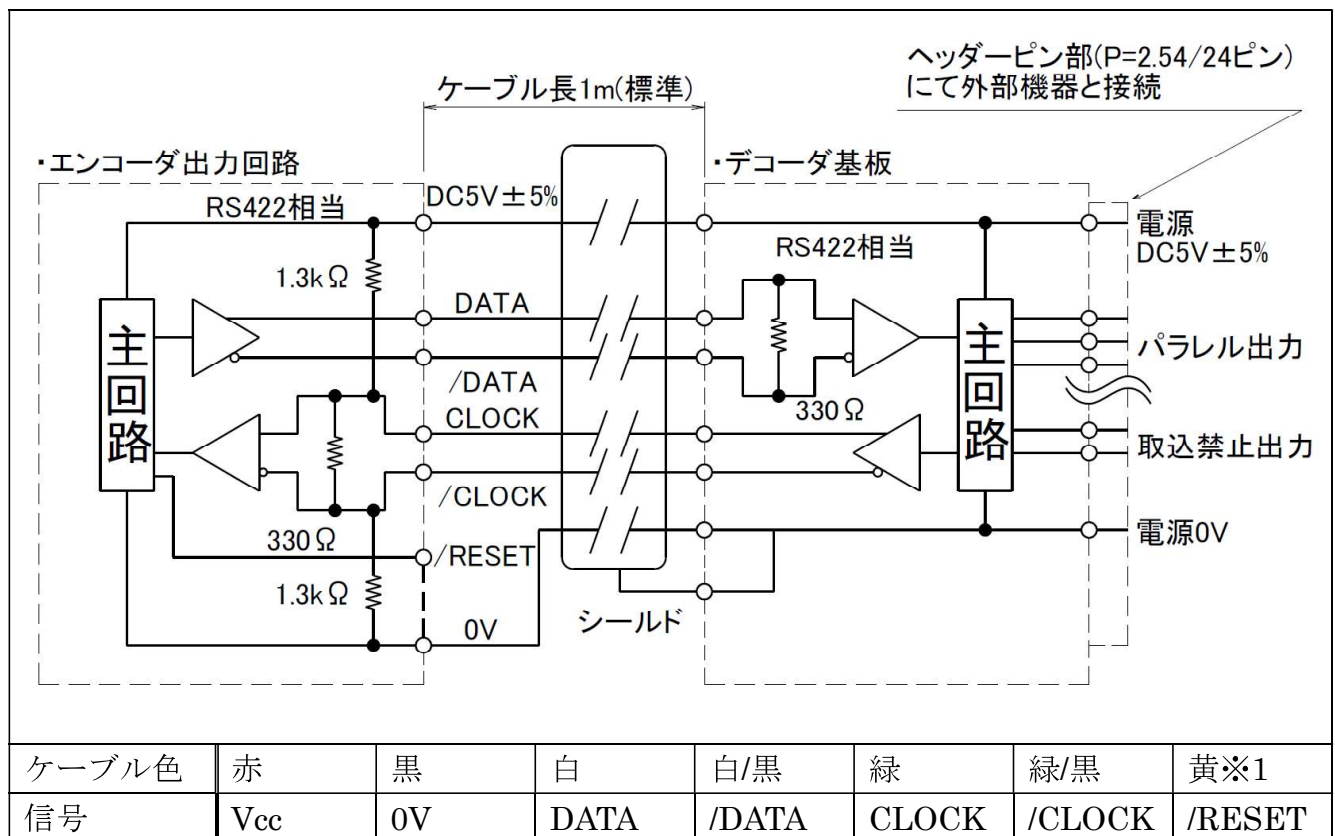 ヘッダーピン部(P=2.54/24ピン)
にて外部機器と接続
ケーブル長1m(標準)
・エンコーダ出力回路
・デコーダ基板
RS422相当
DC5V±5%
RS422相当
電源
DC5V±5%
1.3kΩ
DATA
/DATA
主回路
主回路
パラレル出力
330Ω
CLOCK
/CLOCK
取込禁止出力
330Ω
/RESET
電源0V
1.3kΩ
0V
シールド
ケーブル色 赤 黒 白 白/黒 緑 緑/黒 黄※1
信号 Vcc 0V DATA /DATA CLOCK /CLOCK /RESET